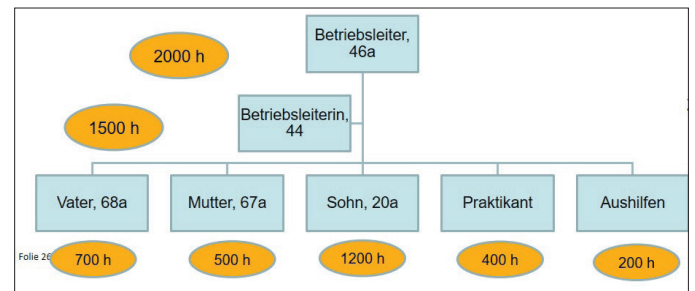 Betriebsleiter,
46a
2000 h
Betriebsleiterin,
44
1500 h
Vater, 68a
Mutter, 67a
Sohn, 20a
Praktikant
Aushilfen
Folie 26
700 h
500 h
1200 h
400 h
200 h